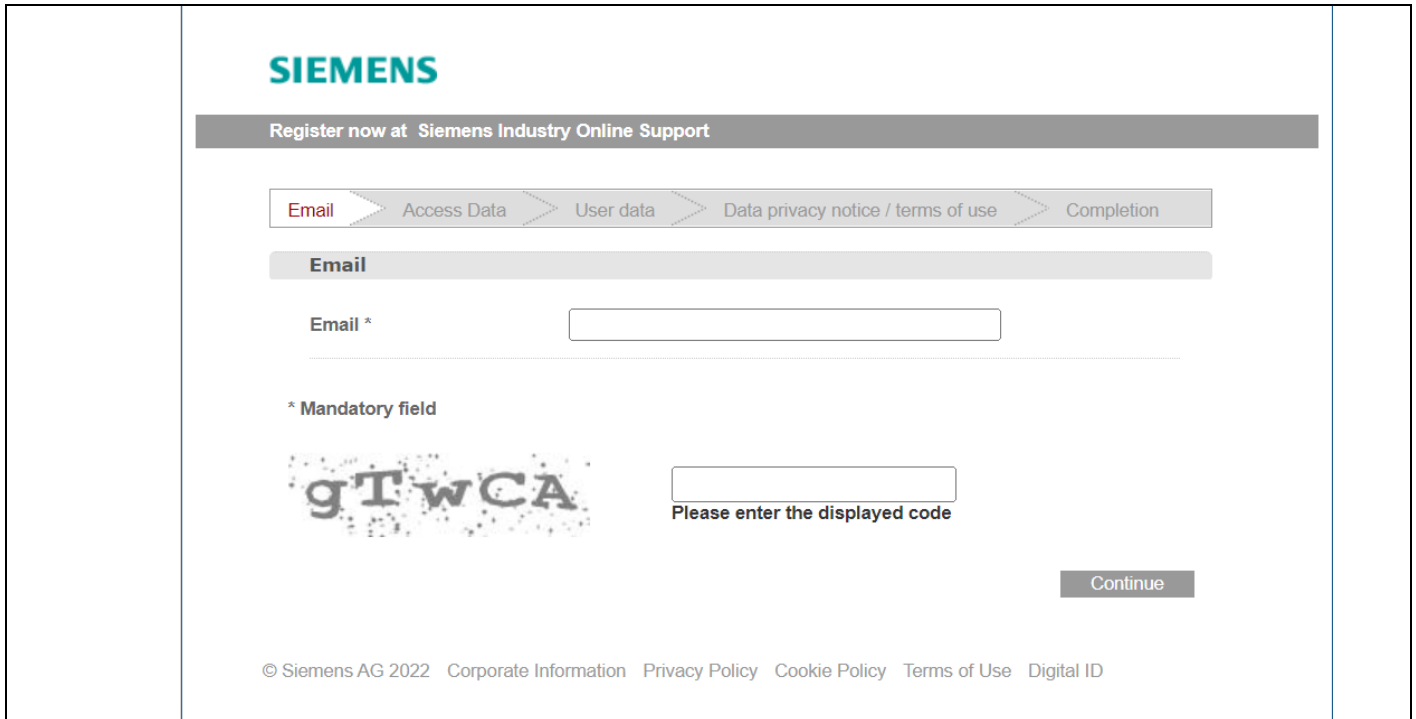 SIEMENS
Register now at Siemens Industry Online Support
Email Access Data User data Data privacy notice / terms of use Completion
Email
Email *
* Mandatory field
gTwCA
Please enter the displayed code
Continue
© Siemens AG 2022 Corporate Information Privacy Policy Cookie Policy Terms of Use Digital ID